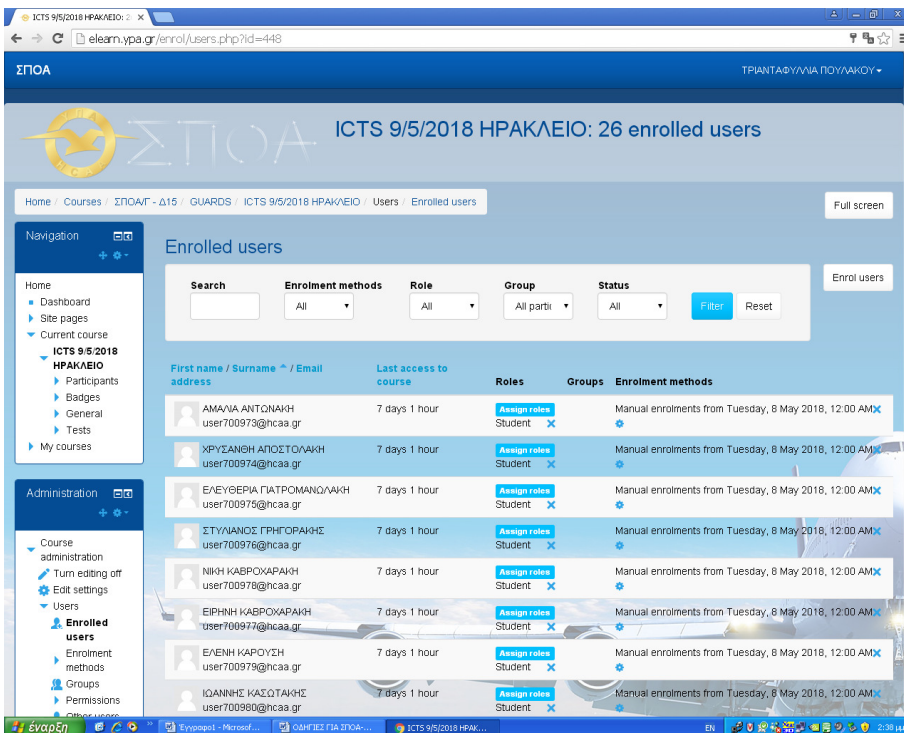 ICTS 9/5/2018 ΗΡΑΚΛΕΙΟ: 2
elearn.ypa.gr/enrol/users.php?id=448
ΣΠΟΑ
ΤΡΙΑΝΤΑΦΥΛΛΙΑ ΠΟΥΛΑΚΟΥ
ΣΠΟΑ
ICTS 9/5/2018 ΗΡΑΚΛΕΙΟ: 26 enrolled users
Home / Courses / ΣΠΟΑ/Γ - Δ15 / GUARDS / ICTS 9/5/2018 ΗΡΑΚΛΕΙΟ / Users / Enrolled users
Full screen
Navigation
Home
Dashboard
Site pages
Current course
ICTS 9/5/2018
ΗΡΑΚΛΕΙΟ
Participants
Badges
General
Tests
My courses
Administration
Course
administration
Turn editing off
Edit settings
Users
Enrolled
users
Enrolment
methods
Groups
Permissions
Other users
Enrolled users
Enrol users
Search Enrolment methods Role Group Status
All All All partic All Filter Reset
First name / Surname / Email
address
Last access to
course
Roles Groups Enrolment methods
ΑΜΑΛΙΑ ΑΝΤΩΝΑΚΗ 7 days 1 hour Assign roles Manual enrolments from Tuesday, 8 May 2018, 12:00 AM
user700973@hcaa.gr Student
ΧΡΥΣΑΝΘΗ ΑΠΟΣΤΟΛΑΚΗ 7 days 1 hour Assign roles Manual enrolments from Tuesday, 8 May 2018, 12:00 AM
user700974@hcaa.gr Student
ΕΛΕΥΘΕΡΙΑ ΓΙΑΤΡΟΜΑΝΩΛΑΚΗ 7 days 1 hour Assign roles Manual enrolments from Tuesday, 8 May 2018, 12:00 AM
user700975@hcaa.gr Student
ΣΤΥΛΙΑΝΟΣ ΓΡΗΓΟΡΑΚΗΣ 7 days 1 hour Assign roles Manual enrolments from Tuesday, 8 May 2018, 12:00 AM
user700976@hcaa.gr Student
ΝΙΚΗ ΚΑΒΡΟΧΑΡΑΚΗ 7 days 1 hour Assign roles Manual enrolments from Tuesday, 8 May 2018, 12:00 AM
user700978@hcaa.gr Student
ΕΙΡΗΝΗ ΚΑΒΡΟΧΑΡΑΚΗ 7 days 1 hour Assign roles Manual enrolments from Tuesday, 8 May 2018, 12:00 AM
user700977@hcaa.gr Student
ΕΛΕΝΗ ΚΑΡΟΥΣΗ 7 days 1 hour Assign roles Manual enrolments from Tuesday, 8 May 2018, 12:00 AM
user700979@hcaa.gr Student
ΙΩΑΝΝΗΣ ΚΑΣΩΤΑΚΗΣ 7 days 1 hour Assign roles Manual enrolments from Tuesday, 8 May 2018, 12:00 AM
user700980@hcaa.gr Student
έναρξη Έγγραφο1 - Microsof... ΟΔΗΓΙΕΣ ΓΙΑ ΣΠΟΑ-... ICTS 9/5/2018 ΗΡΑΚ... EN 2:38 μμ